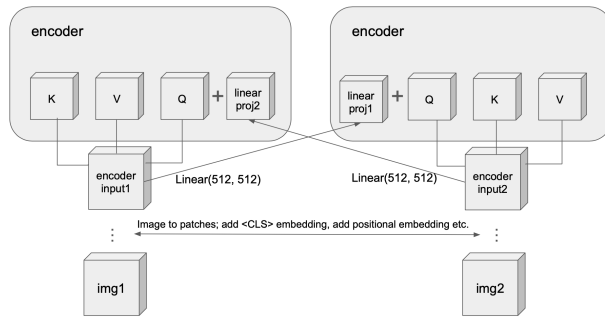 encoder
encoder
K
V
Q
+
linear
proj2
linear
proj1
+
Q
K
V
encoder
input1
Linear(512, 512)
Linear(512, 512)
encoder
input2
Image to patches; add <CLS> embedding, add positional embedding etc.
img1
img2